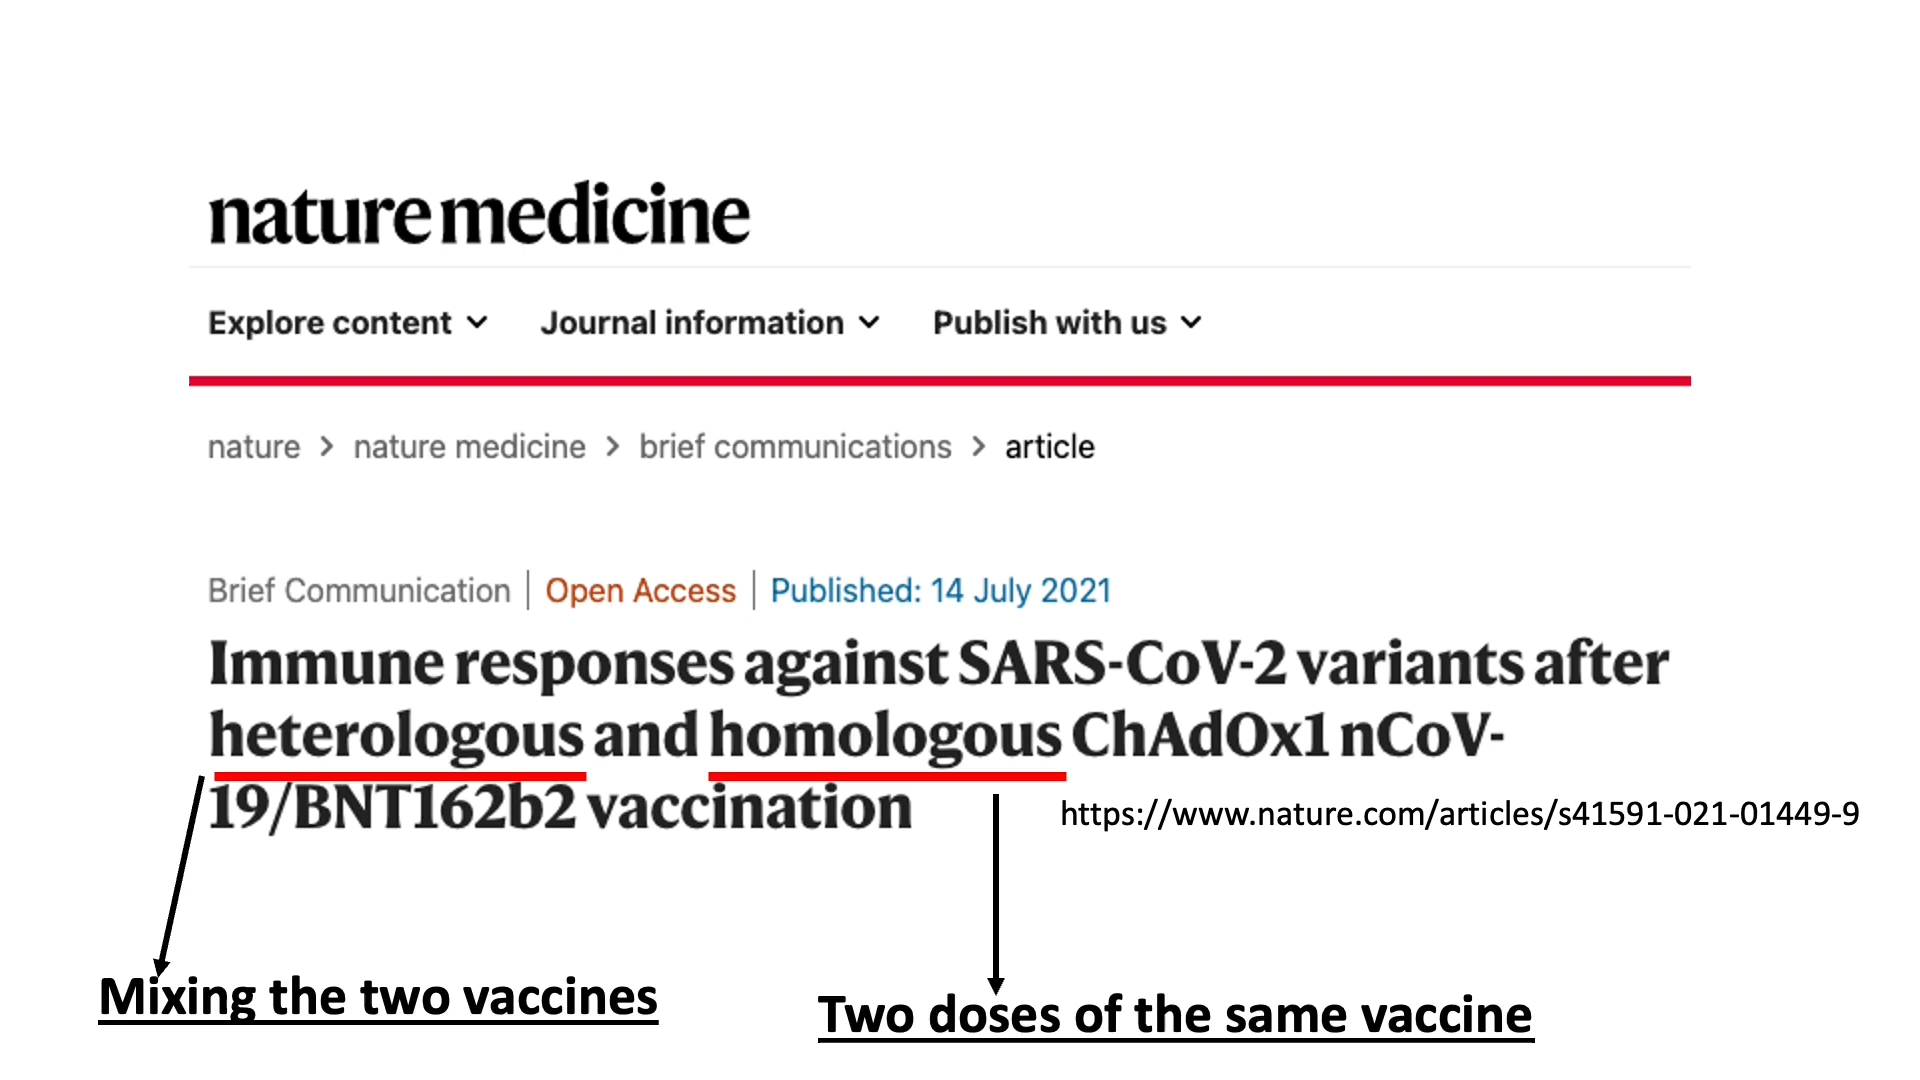 nature medicine
Explore content Journal information Publish with us
nature > nature medicine > brief communications > article
Brief Communication | Open Access | Published: 14 July 2021
Immune responses against SARS-CoV-2 variants after
heterologous and homologous ChAdOx1 nCoV-
19/BNT162b2 vaccination
https://www.nature.com/articles/s41591-021-01449-9
Mixing the two vaccines
Two doses of the same vaccine